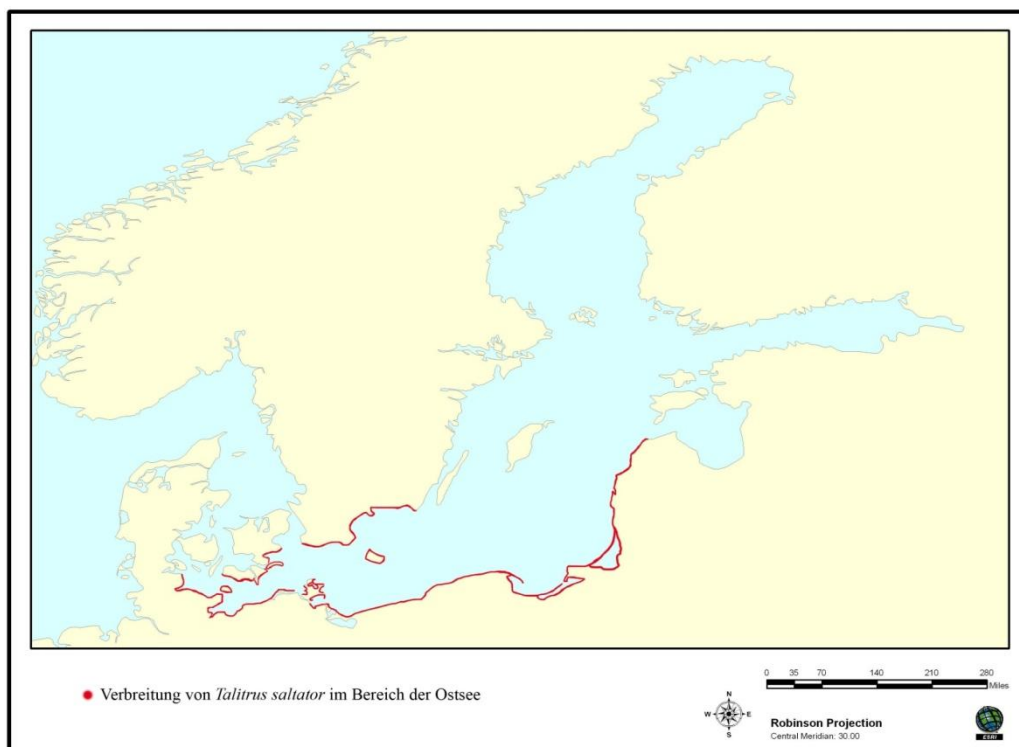 Verbreitung von Talitrus saltator im Bereich der Ostsee
0 35 70 140 210 280
Miles
N
W E
S
Robinson Projection
Central Meridian: 30.00
ESRI